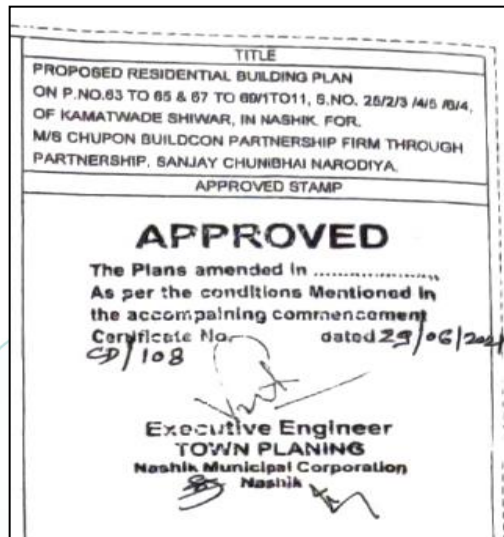 TITLE
PROPOSED RESIDENTIAL BUILDING PLAN
ON P.NO.63 TO 65 & 67 TO 69/1TO11, S.NO. 25/2/3 /4/5 /6/4,
OF KAMATWADE SHIWAR, IN NASHIK. FOR.
M/S CHUPON BUILDCON PARTNERSHIP FIRM THROUGH
PARTNERSHIP. SANJAY CHUNIBHAI NARODIYA.
APPROVED STAMP
APPROVED
The Plans amended in ....................
As per the conditions Mentioned in
the accompaining commencement
Certificate No. dated 29/06/2021
CD/108
Executive Engineer
TOWN PLANING
Nashik Municipal Corporation
Nashik